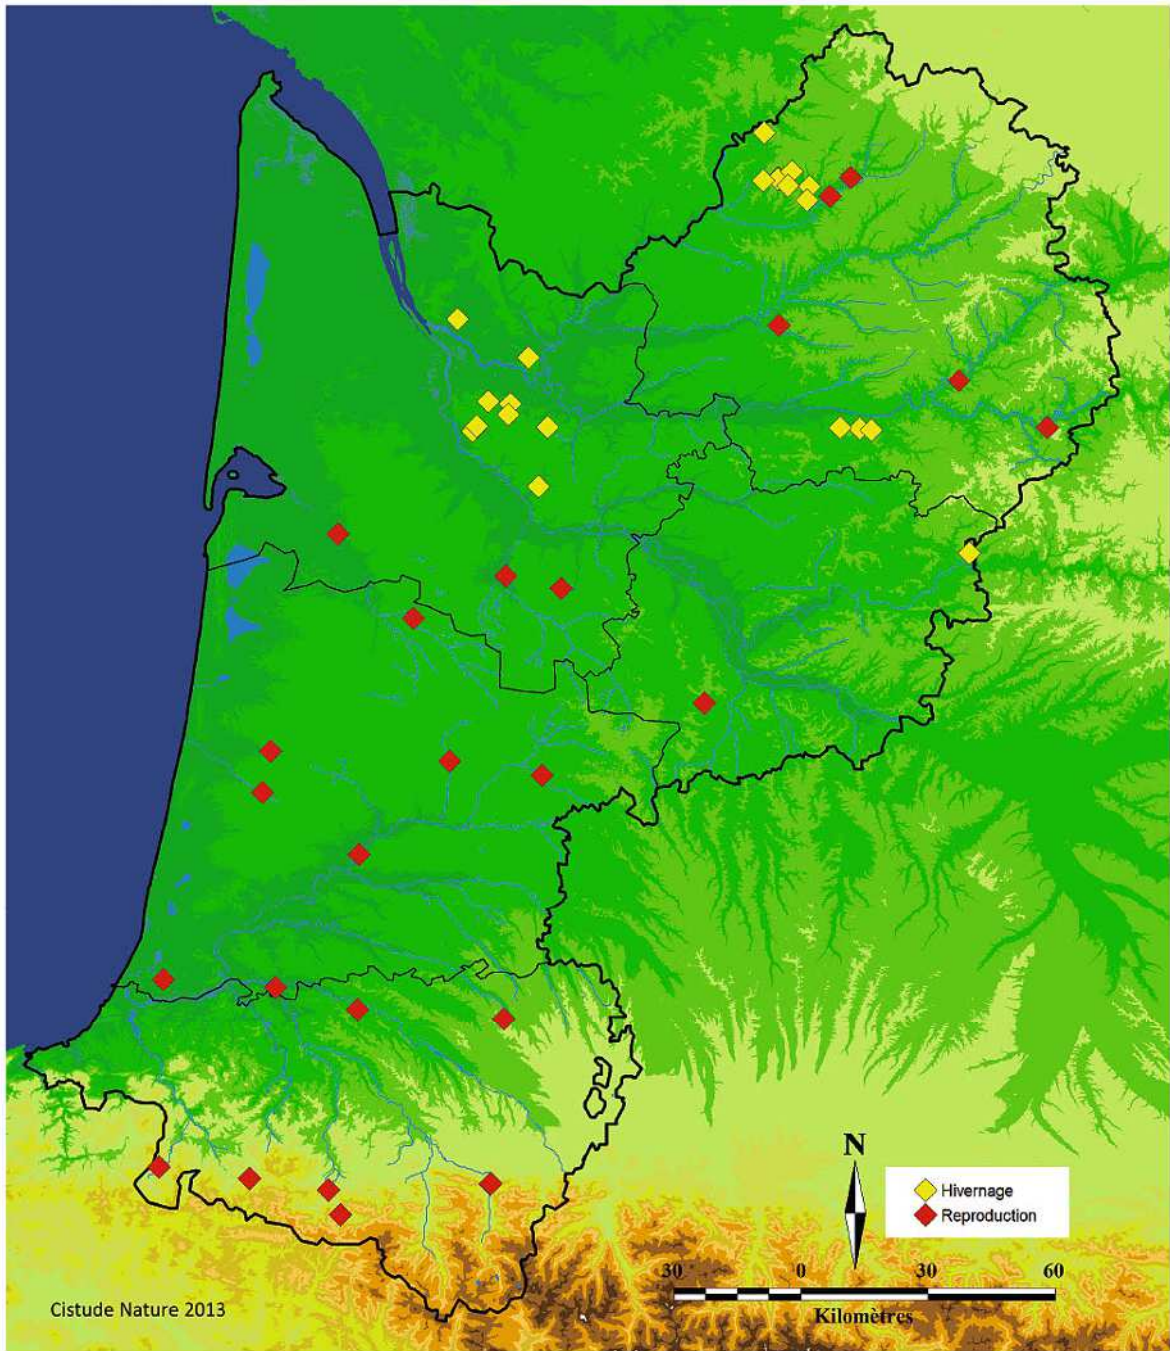 N
Hivernage
Reproduction
30 0 30 60
Kilomètres
Cistude Nature 2013